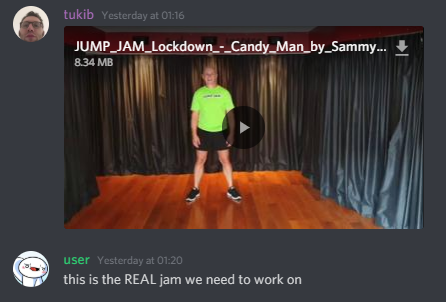 tukib Yesterday at 01:16
JUMP_JAM_Lockdown_-_Candy_Man_by_Sammy...
8.34 MB
user Yesterday at 01:20
this is the REAL jam we need to work on